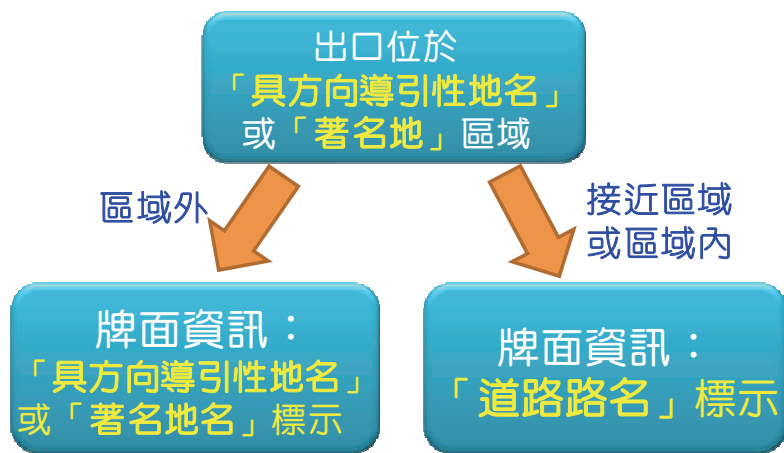 出口位於
「具方向導引性地名」
或「著名地」區域
區域外
接近區域
或區域內
牌面資訊：
「具方向導引性地名」
或「著名地名」標示
牌面資訊：
「道路路名」標示